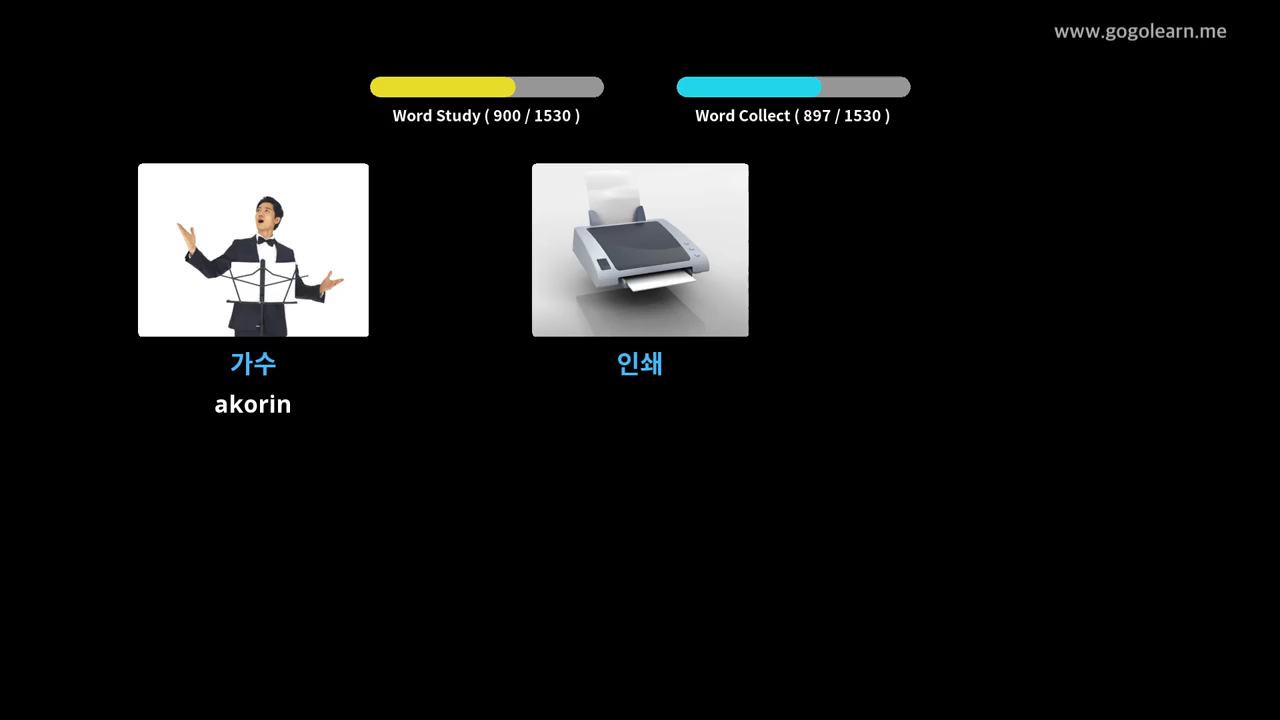 www.gogolearn.me
Word Study ( 900 / 1530 )
Word Collect ( 897 / 1530 )
가수
akorin
인쇄